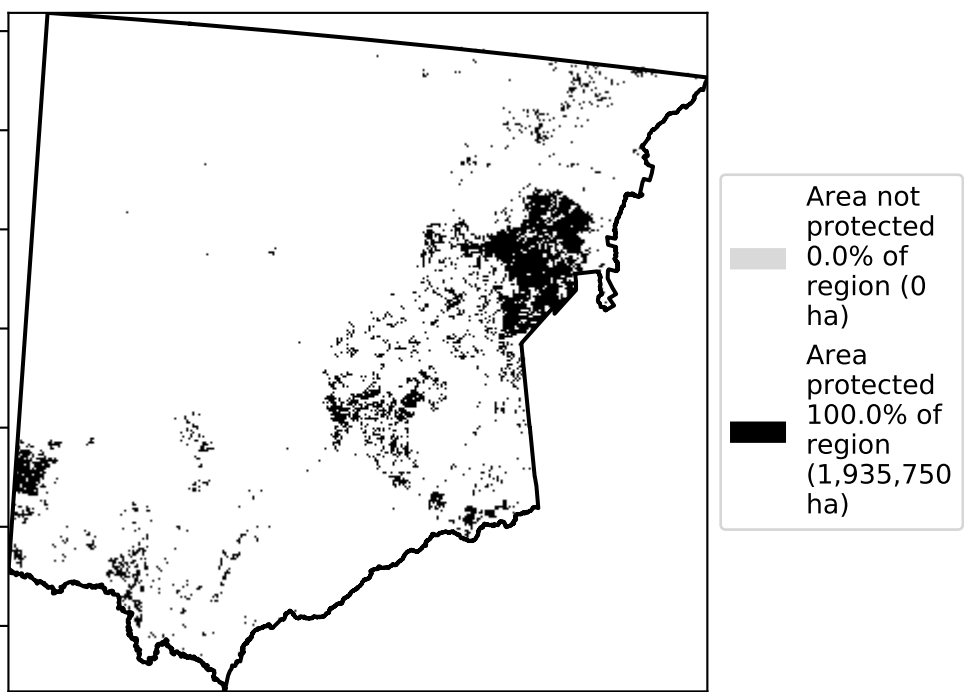 Area not
protected
0.0% of
region (0
ha)
Area
protected
100.0% of
region
(1,935,750
ha)